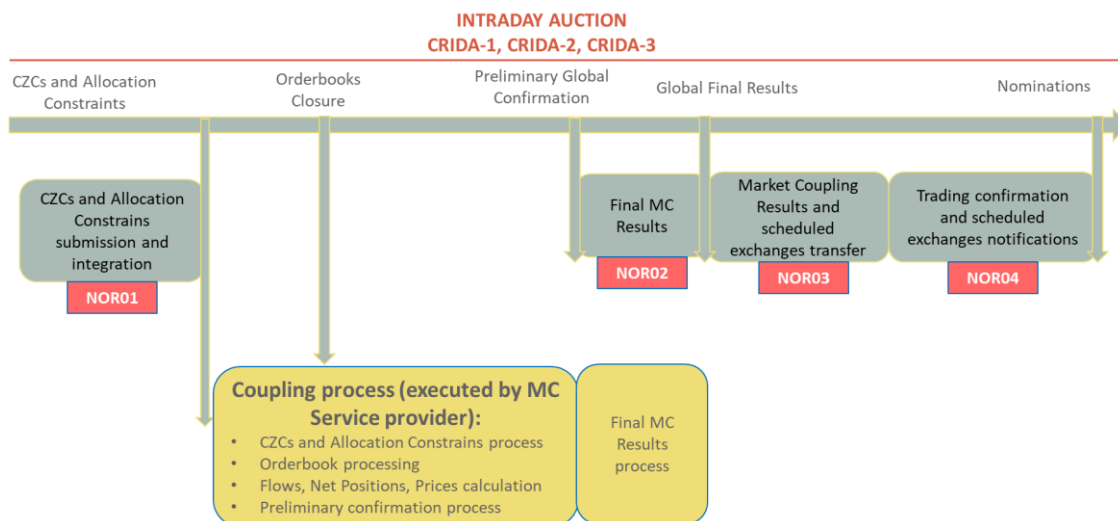 INTRADAY AUCTION
CRIDA-1, CRIDA-2, CRIDA-3
CZCs and Allocation
Constraints
Orderbooks
Closure
Preliminary Global
Confirmation
Global Final Results
Nominations
CZCs and Allocation
Constrains
submission and
integration
NOR01
Final MC
Results
NOR02
Market Coupling
Results and
scheduled
exchanges transfer
NOR03
Trading confirmation
and scheduled
exchanges notifications
NOR04
Coupling process (executed by MC
Service provider):
• CZCs and Allocation Constrains process
• Orderbook processing
• Flows, Net Positions, Prices calculation
• Preliminary confirmation process
Final MC
Results
process